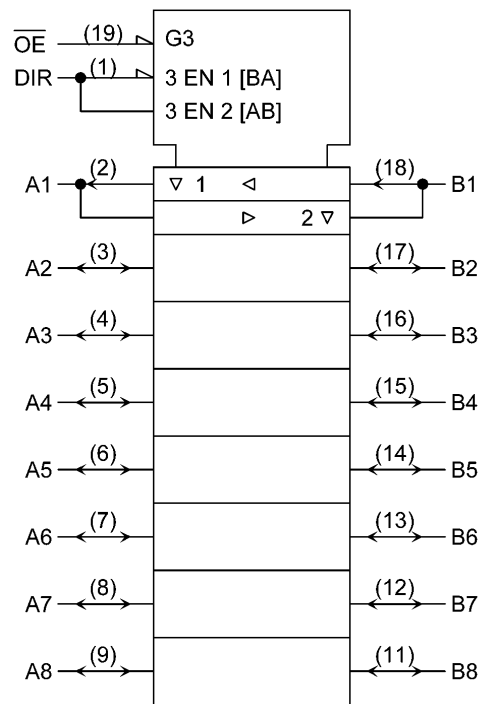 OE (19) G3
DIR (1) 3 EN 1 [BA]
3 EN 2 [AB]
A1 (2) ▽ 1 ◁ (18) B1
▷ 2 ▽
A2 (3) (17) B2
A3 (4) (16) B3
A4 (5) (15) B4
A5 (6) (14) B5
A6 (7) (13) B6
A7 (8) (12) B7
A8 (9) (11) B8